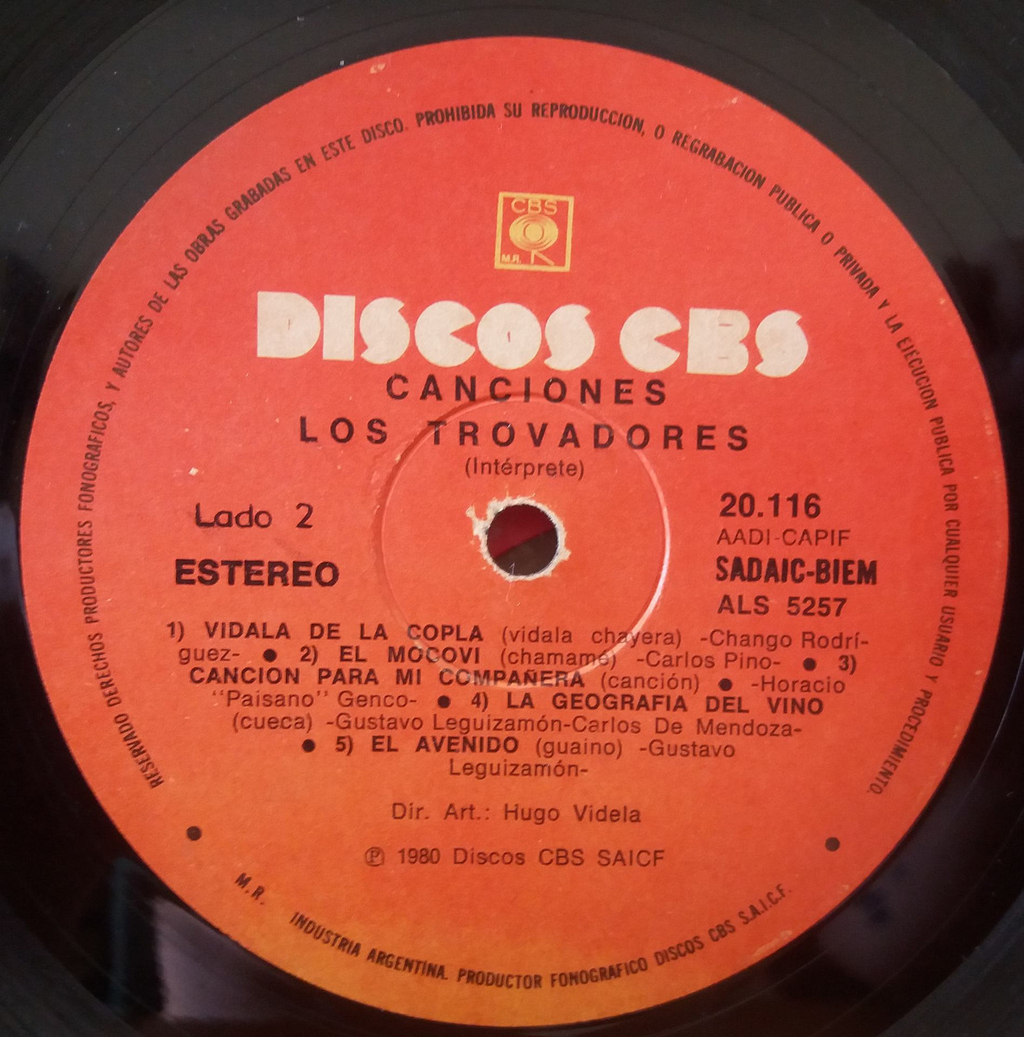 RESERVADO DERECHOS PRODUCTORES FONOGRAFICOS, Y AUTORES DE LAS OBRAS GRABADAS EN ESTE DISCO. PROHIBIDA SU REPRODUCCION, O REGRABACION PUBLICA O PRIVADA Y LA EJECUCION PUBLICA POR CUALQUIER USUARIO Y PROCEDIMIENTO.
CBS
M.R.
DISCOS CBS
CANCIONES
LOS TROVADORES
(Intérprete)
Lado 2
ESTEREO
20.116
AADI-CAPIF
SADAIC-BIEM
ALS 5257
1) VIDALA DE LA COPLA (vidala chayera) -Chango Rodrí-
guez- ● 2) EL MOCOVI (chamamé) -Carlos Pino- ● 3)
CANCION PARA MI COMPAÑERA (canción) ● -Horacio
"Paisano" Genco- ● 4) LA GEOGRAFIA DEL VINO
(cueca) -Gustavo Leguizamón-Carlos De Mendoza-
● 5) EL AVENIDO (guaino) -Gustavo
Leguizamón-
Dir. Art.: Hugo Videla
℗ 1980 Discos CBS SAICF
M.R. INDUSTRIA ARGENTINA. PRODUCTOR FONOGRAFICO DISCOS CBS S.A.I.C.F.